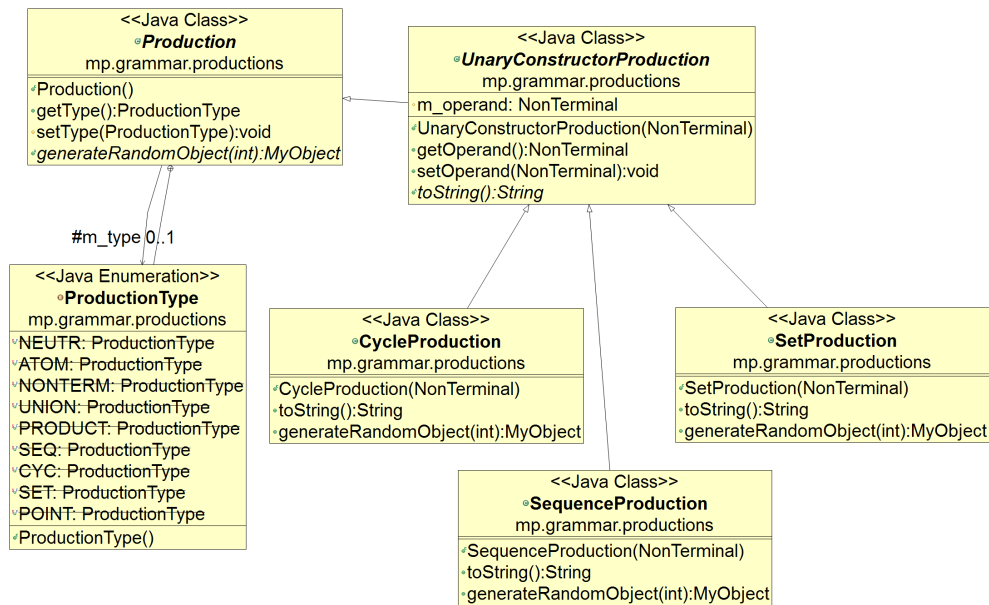 <<Java Class>>
Production
mp.grammar.productions
Production()
getType():ProductionType
setType(ProductionType):void
generateRandomObject(int):MyObject
<<Java Class>>
UnaryConstructorProduction
mp.grammar.productions
m_operand: NonTerminal
UnaryConstructorProduction(NonTerminal)
getOperand():NonTerminal
setOperand(NonTerminal):void
toString():String
#m_type 0..1
<<Java Enumeration>>
ProductionType
mp.grammar.productions
NEUTR: ProductionType
ATOM: ProductionType
NONTERM: ProductionType
UNION: ProductionType
PRODUCT: ProductionType
SEQ: ProductionType
CYC: ProductionType
SET: ProductionType
POINT: ProductionType
ProductionType()
<<Java Class>>
CycleProduction
mp.grammar.productions
CycleProduction(NonTerminal)
toString():String
generateRandomObject(int):MyObject
<<Java Class>>
SetProduction
mp.grammar.productions
SetProduction(NonTerminal)
toString():String
generateRandomObject(int):MyObject
<<Java Class>>
SequenceProduction
mp.grammar.productions
SequenceProduction(NonTerminal)
toString():String
generateRandomObject(int):MyObject